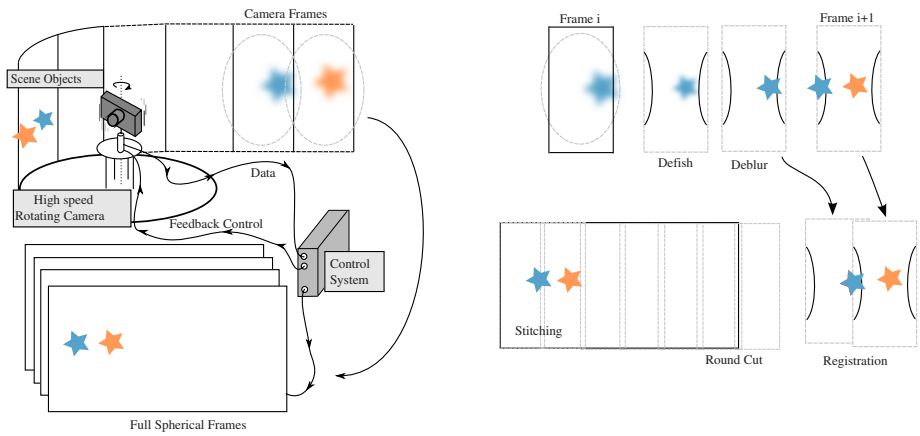 Camera Frames
Scene Objects
High speed
Rotating Camera
Data
Feedback Control
Control
System
Full Spherical Frames
Frame i
Frame i+1
Defish
Deblur
Stitching
Round Cut
Registration